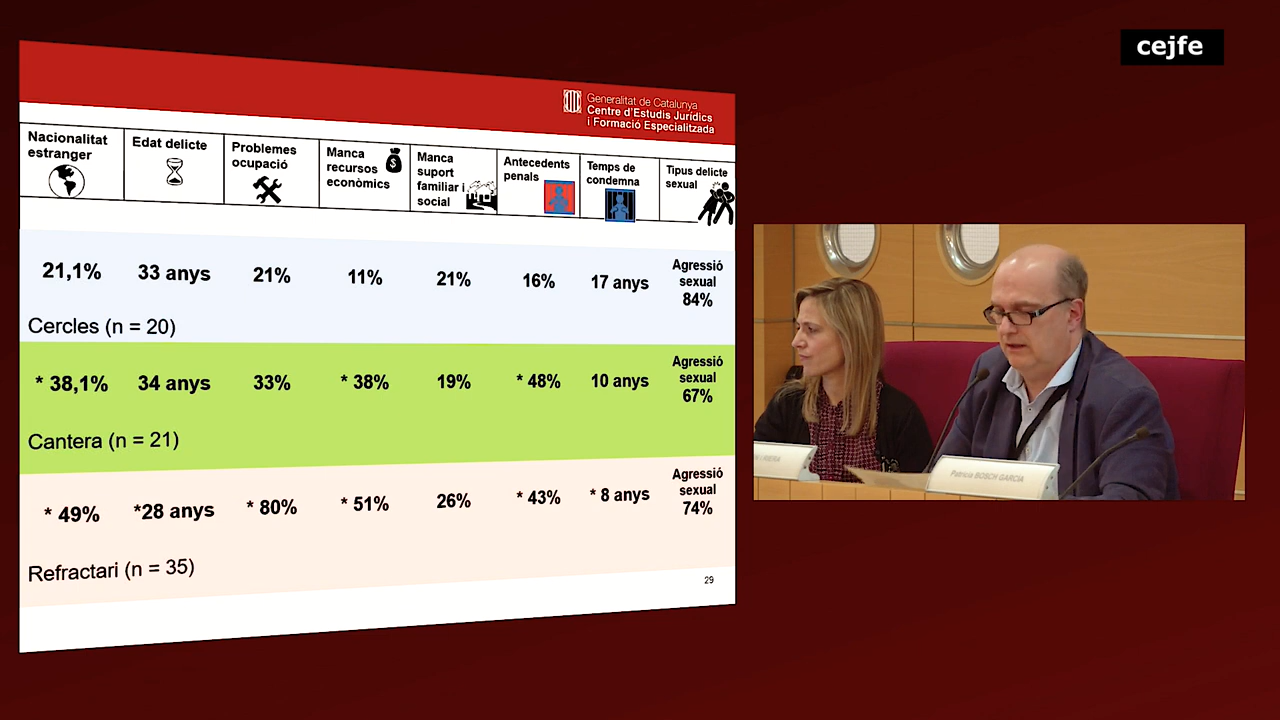 cejfe
Generalitat de Catalunya
Centre d'Estudis Jurídics
i Formació Especialitzada
Nacionalitat
estranger
Edat delicte
Problemes
ocupació
Manca
recursos
econòmics
Manca
suport
familiar i
social
Antecedents
penals
Temps de
condemna
Tipus delicte
sexual
21,1%
33 anys
21%
11%
21%
16%
17 anys
Agressió
sexual
84%
Cercles (n = 20)
* 38,1%
34 anys
33%
* 38%
19%
* 48%
10 anys
Agressió
sexual
67%
Cantera (n = 21)
* 49%
*28 anys
* 80%
* 51%
26%
* 43%
* 8 anys
Agressió
sexual
74%
Refractari (n = 35)
29
Patricia BOSCH GARCIA